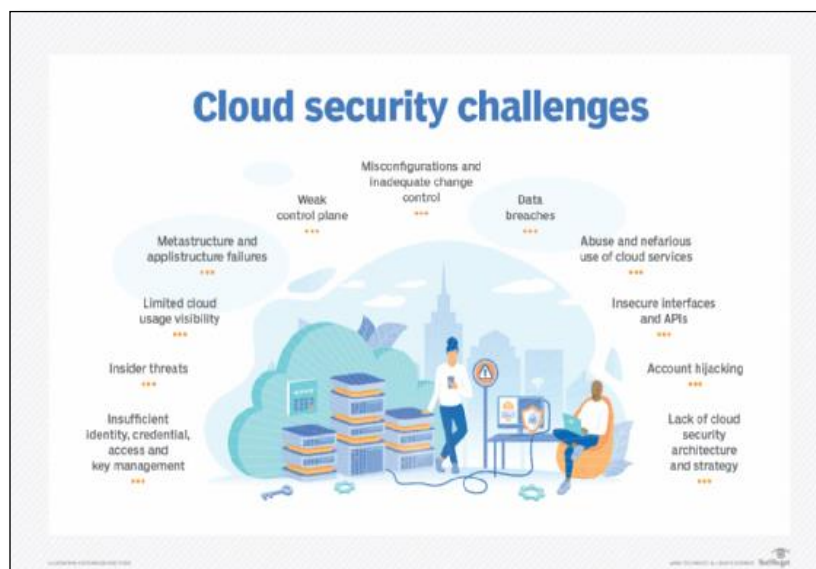 Cloud security challenges
Misconfigurations and
inadequate change
control
Weak
control plane
Data
breaches
Metastructure and
applistructure failures
Abuse and nefarious
use of cloud services
Limited cloud
usage visibility
Insecure interfaces
and APIs
Insider threats
Account hijacking
Insufficient
identity, credential,
access and
key management
Lack of cloud
security
architecture
and strategy
TechTarget